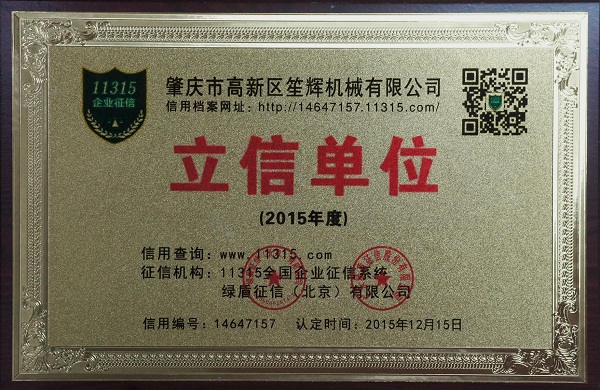 11315
企业征信
肇庆市高新区笙辉机械有限公司
信用档案网址：http://14647157.11315.com/
立信单位
(2015年度)
信用查询：www.11315.com
征信机构：11315全国企业征信系统
绿盾征信（北京）有限公司
信用编号：14647157 认定时间：2015年12月15日